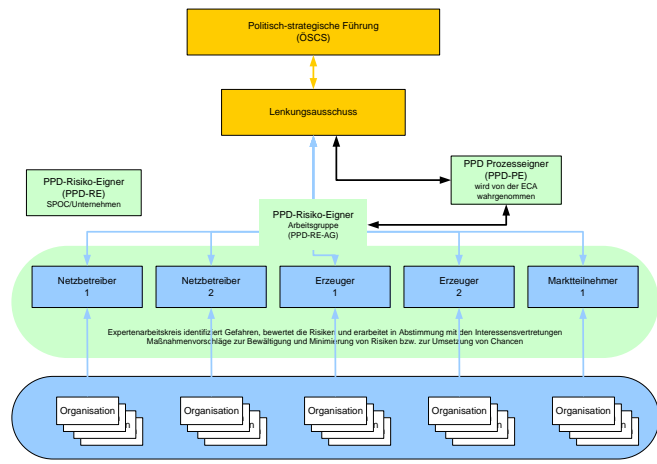 Politisch-strategische Führung
(ÖSCS)
Lenkungsausschuss
PPD-Risiko-Eigner
(PPD-RE)
SPOC/Unternehmen
PPD Prozesseigner
(PPD-PE)
wird von der ECA
wahrgenommen
PPD-Risiko-Eigner
Arbeitsgruppe
(PPD-RE-AG)
Netzbetreiber
1
Netzbetreiber
2
Erzeuger
1
Erzeuger
2
Marktteilnehmer
1
Expertenarbeitskreis identifiziert Gefahren, bewertet die Risiken und erarbeitet in Abstimmung mit den Interessensvertretungen
Maßnahmenvorschläge zur Bewältigung und Minimierung von Risiken bzw. zur Umsetzung von Chancen
Organisation
n
Organisation
n
Organisation
n
Organisation
n
Organisation
n